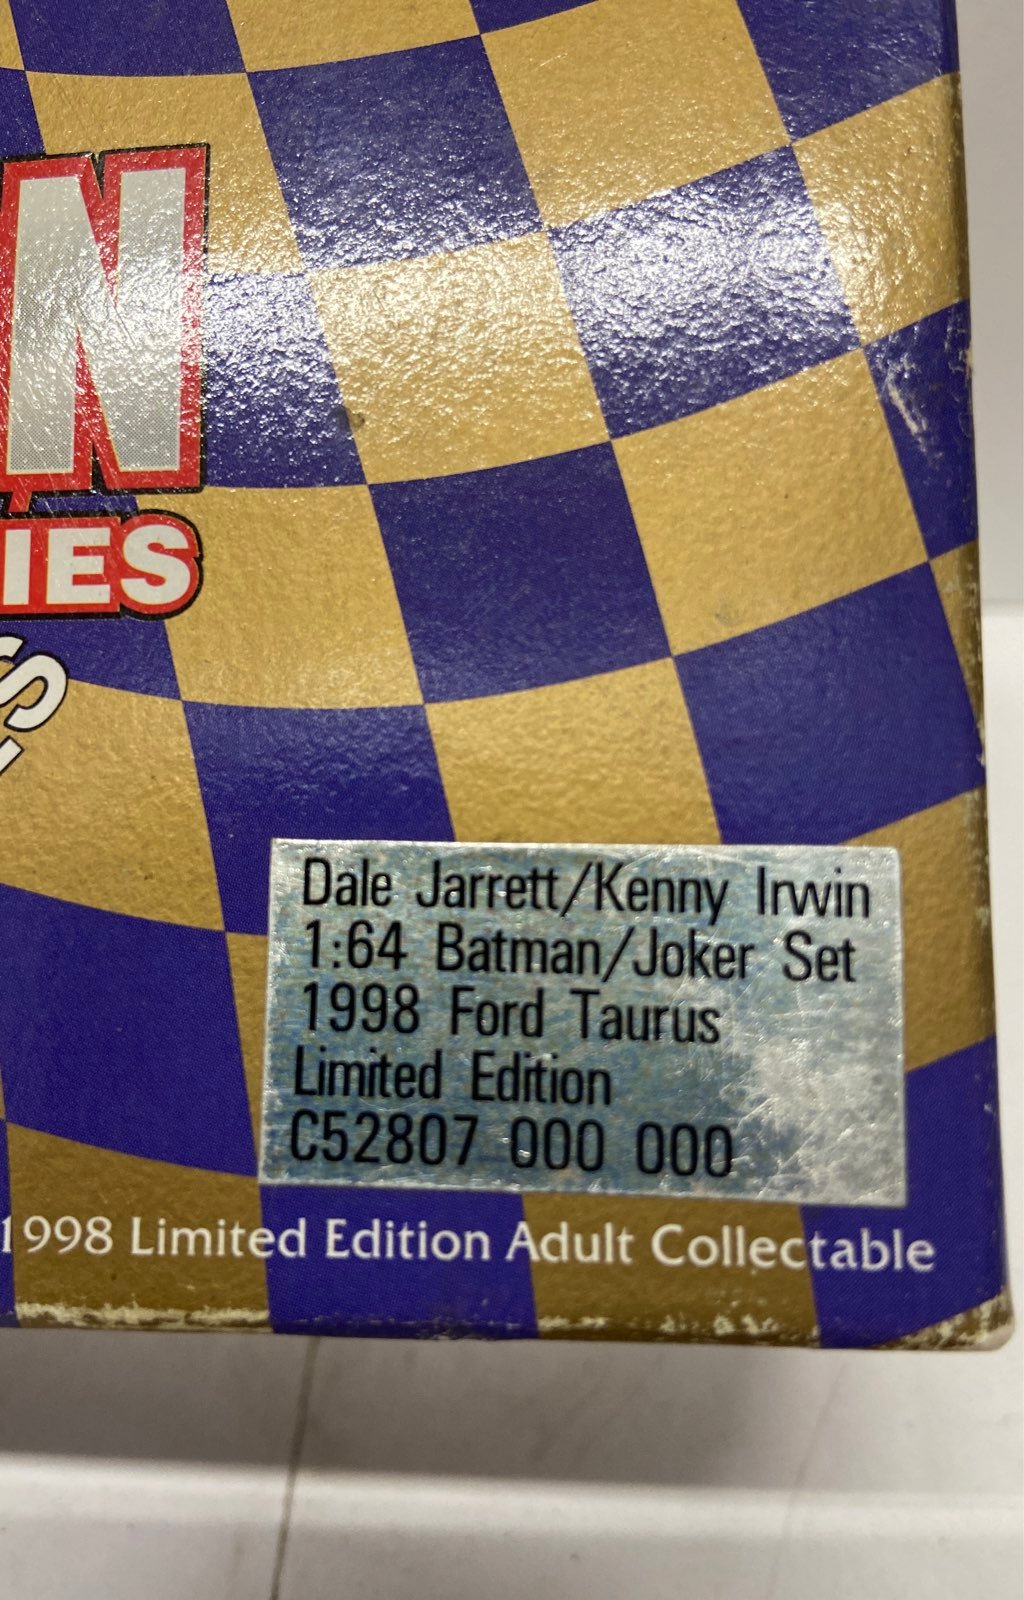 N
IES
S
Dale Jarrett/Kenny Irwin
1:64 Batman/Joker Set
1998 Ford Taurus
Limited Edition
C52807 000 000
1998 Limited Edition Adult Collectable